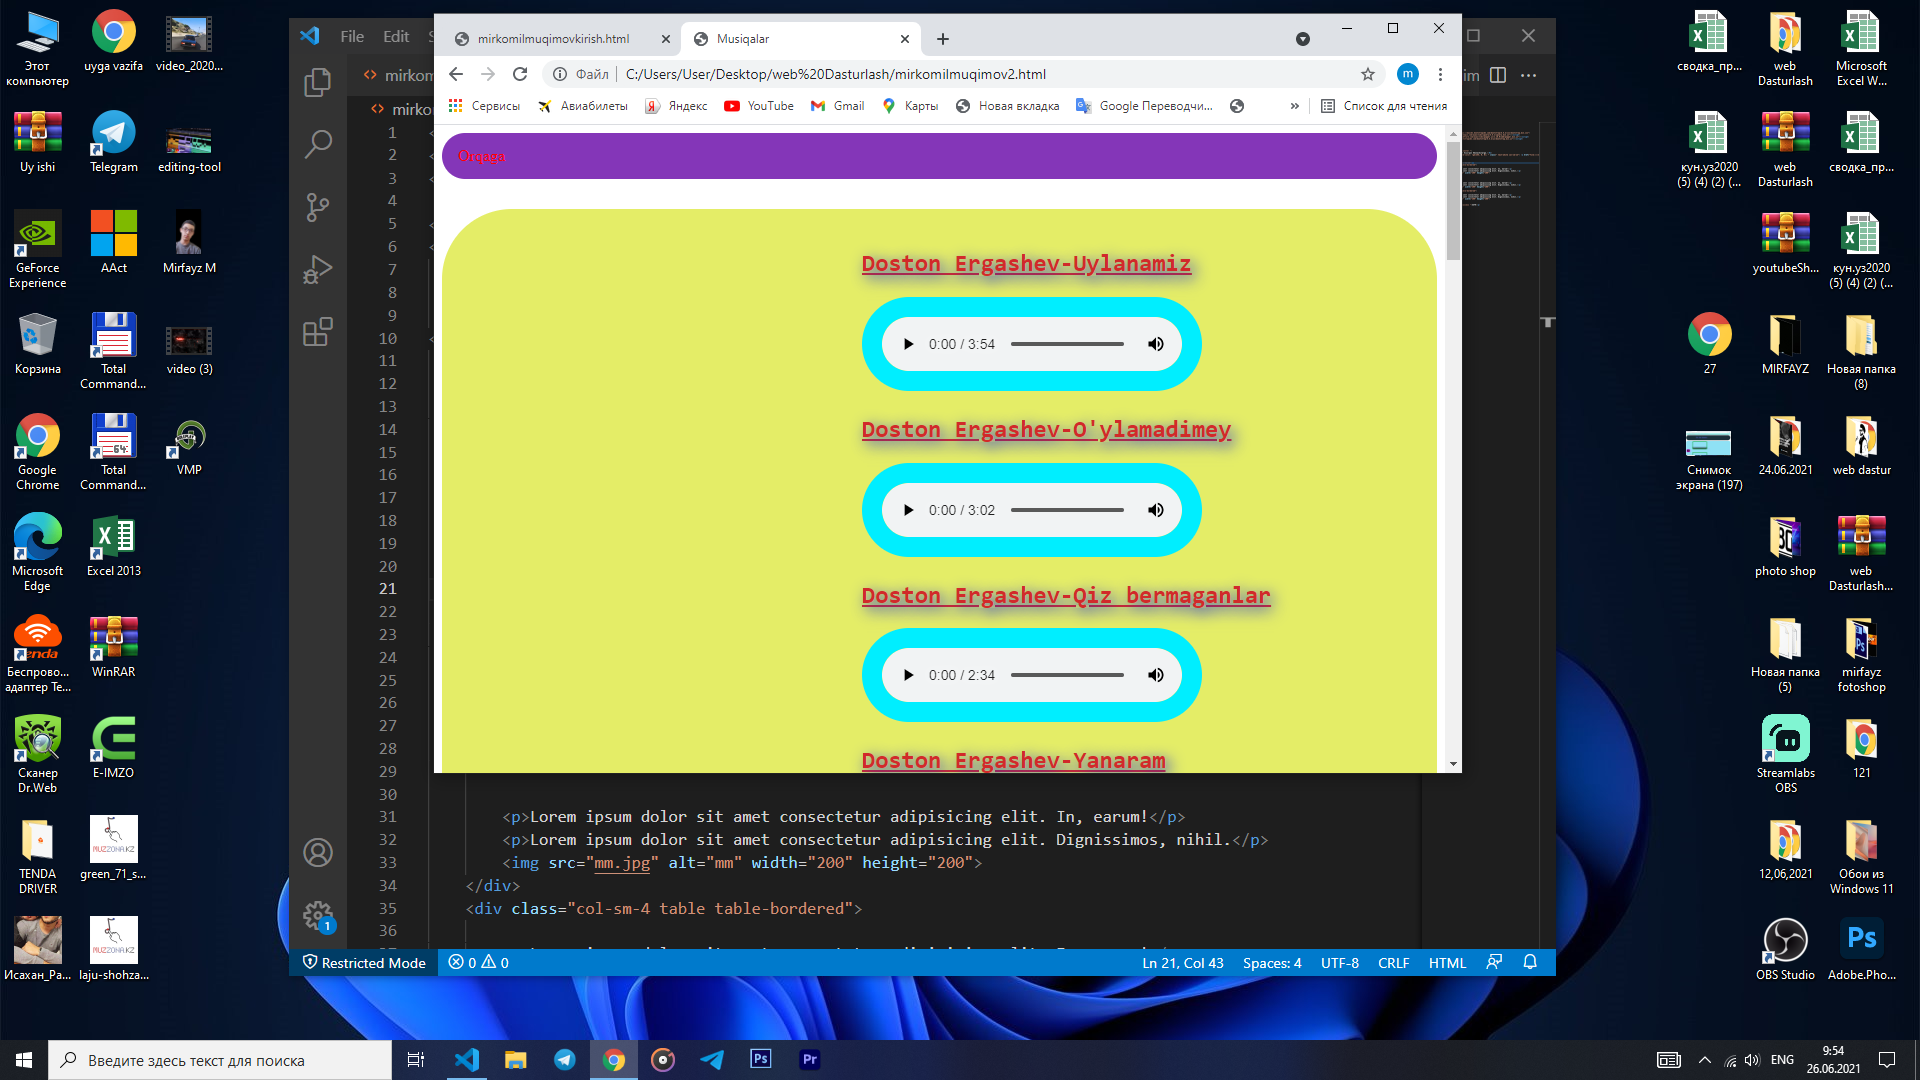 Этот компьютер
uyga vazifa
video_2020...
Uy ishi
Telegram
editing-tool
GeForce Experience
AAct
Mirfayz M
Корзина
Total Command...
video (3)
Google Chrome
Total Command...
VMP
Microsoft Edge
Excel 2013
Беспрово... адаптер Te...
WinRAR
Сканер Dr.Web
E-IMZO
TENDA DRIVER
green_71_s...
Исахан_Ра...
laju-shohza...
File Edit
mirkomilmuqimovkirish.html
Musiqalar
Файл
C:/Users/User/Desktop/web%20Dasturlash/mirkomilmuqimov2.html
m
Сервисы
Авиабилеты
Яндекс
YouTube
Gmail
Карты
Новая вкладка
Google Переводчи...
Список для чтения
Orqaga
Doston Ergashev-Uylanamiz
0:00 / 3:54
Doston Ergashev-O'ylamadimey
0:00 / 3:02
Doston Ergashev-Qiz bermaganlar
0:00 / 2:34
Doston Ergashev-Yanaram
1
2
3
4
5
6
7
8
9
10
11
12
13
14
15
16
17
18
19
20
21
22
23
24
25
26
27
28
29
30
31 <p>Lorem ipsum dolor sit amet consectetur adipisicing elit. In, earum!</p>
32 <p>Lorem ipsum dolor sit amet consectetur adipisicing elit. Dignissimos, nihil.</p>
33 <img src="mm.jpg" alt="mm" width="200" height="200">
34 </div>
35 <div class="col-sm-4 table table-bordered">
36
Restricted Mode
0 0
Ln 21, Col 43 Spaces: 4 UTF-8 CRLF HTML
сводка_пр...
web Dasturlash
Microsoft Excel W...
кун.уз2020 (5) (4) (2) (...
web Dasturlash
сводка_пр...
youtubeSh...
кун.уз2020 (5) (4) (2) (...
27
MIRFAYZ
Новая папка (8)
Снимок экрана (197)
24.06.2021
web dastur
photo shop
web Dasturlash...
Новая папка (5)
mirfayz fotoshop
Streamlabs OBS
121
12,06,2021
Обои из Windows 11
OBS Studio
Adobe.Pho...
Введите здесь текст для поиска
ENG
9:54
26.06.2021